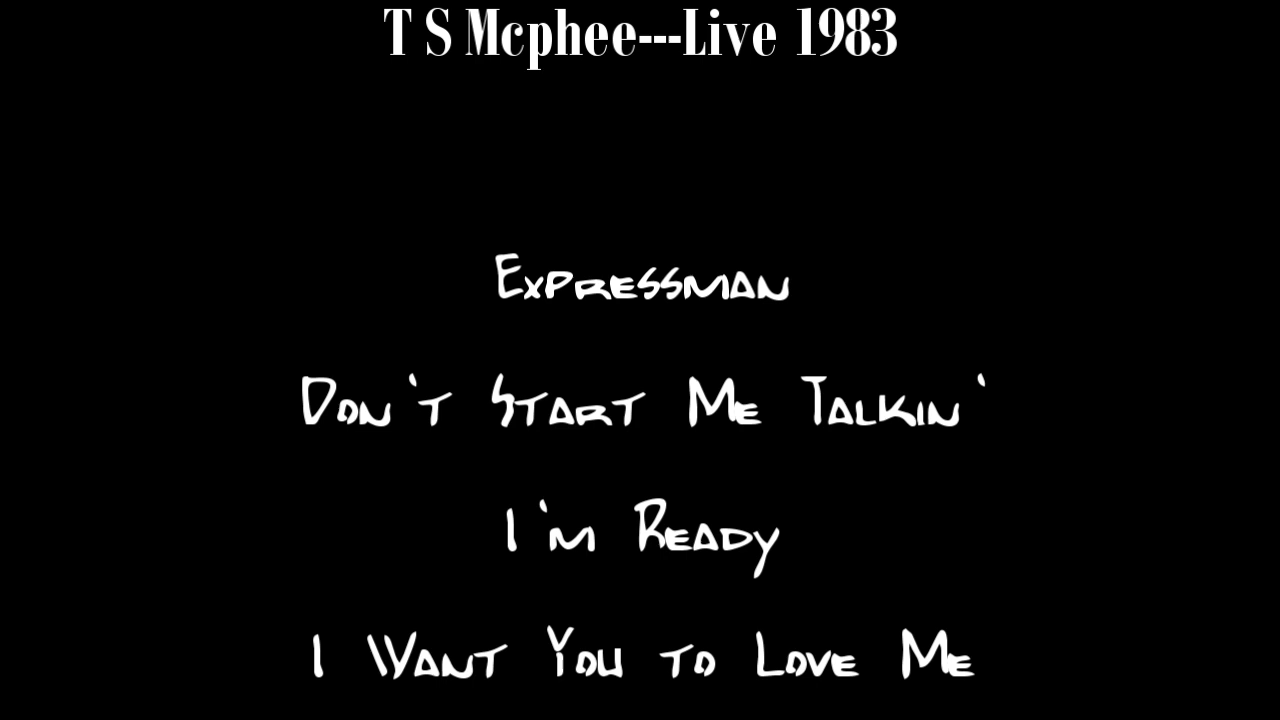 T S Mcphee---Live 1983
Expressman
Don't Start Me Talkin'
I'm Ready
I Want You to Love Me